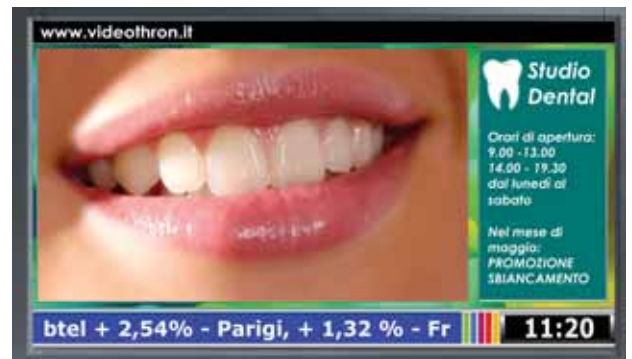 www.videothron.it
Studio
Dental
Orari di apertura:
9.00 -13.00
14.00 - 19.30
dal lunedì al
sabato
Nel mese di
maggio:
PROMOZIONE
SBIANCAMENTO
btel + 2,54% - Parigi, + 1,32 % - Fr
11:20